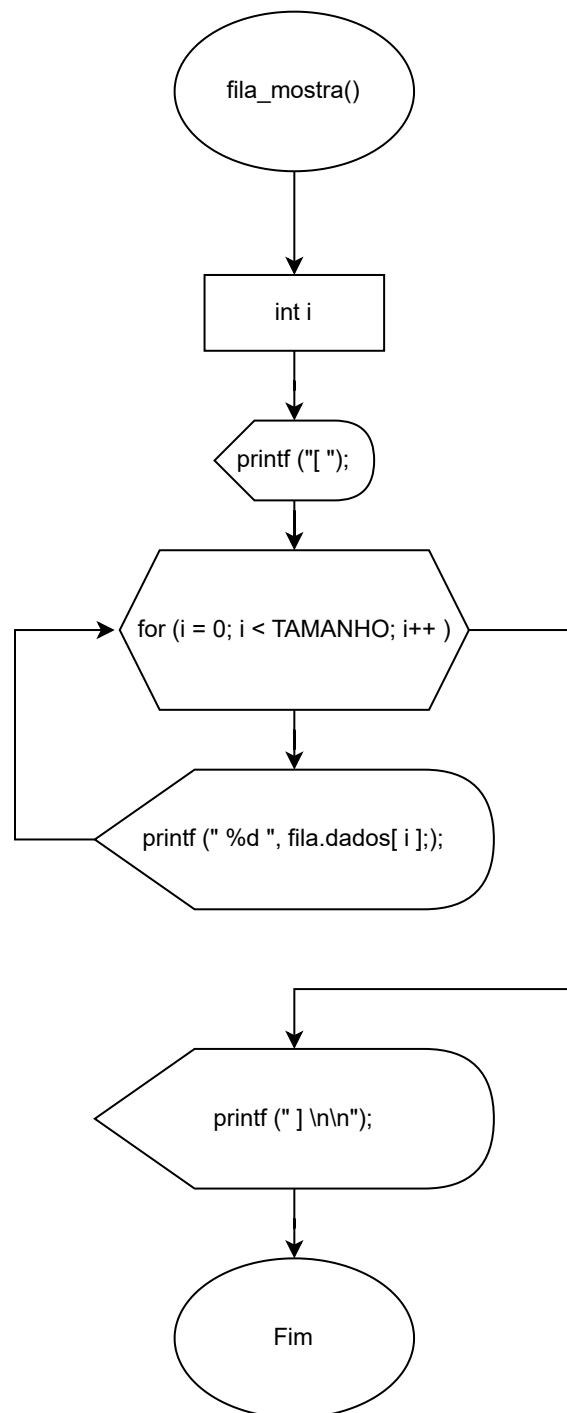 fila_mostra()
int i
printf ("[ ");
for (i = 0; i < TAMANHO; i++ )
printf (" %d ", fila.dados[ i ];);
printf (" ] \n\n");
Fim